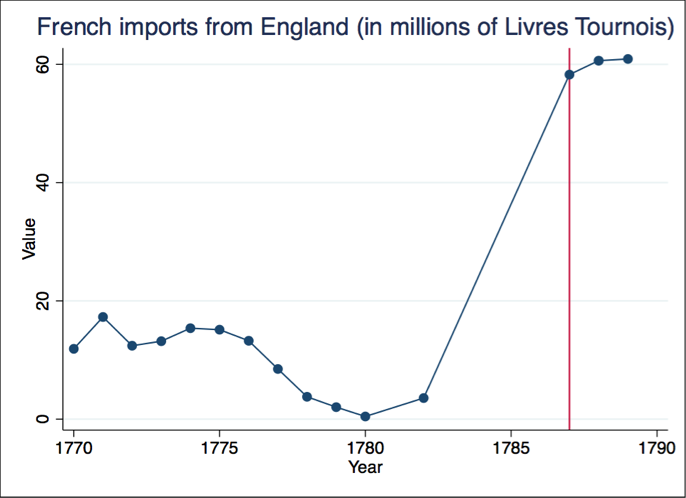 French imports from England (in millions of Livres Tournois)
60
40
20
0
Value
1770 1775 1780 1785 1790
Year